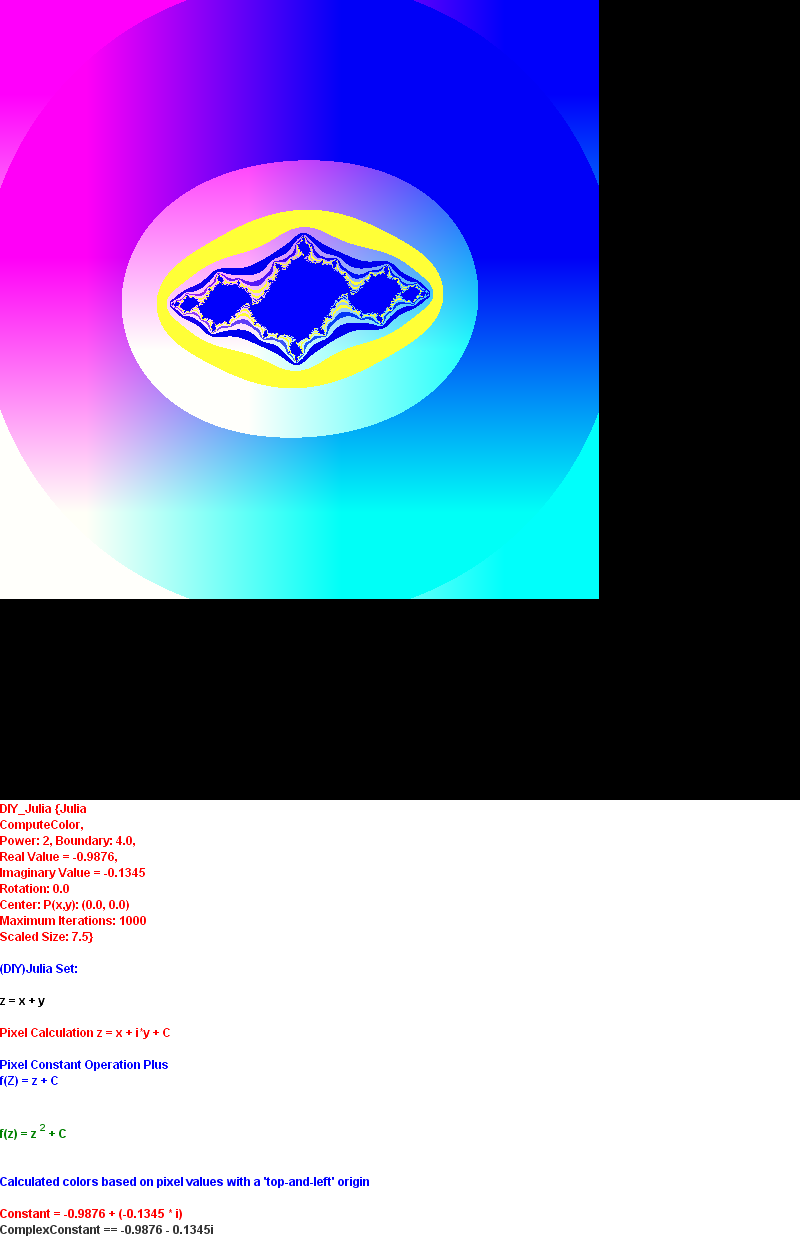 DIY_Julia {Julia
ComputeColor,
Power: 2, Boundary: 4.0,
Real Value = -0.9876,
Imaginary Value = -0.1345
Rotation: 0.0
Center: P(x,y): (0.0, 0.0)
Maximum Iterations: 1000
Scaled Size: 7.5}
(DIY)Julia Set:
z = x + y
Pixel Calculation z = x + i*y + C
Pixel Constant Operation Plus
f(Z) = z + C
f(z) = z 2 + C
Calculated colors based on pixel values with a 'top-and-left' origin
Constant = -0.9876 + (-0.1345 * i)
ComplexConstant == -0.9876 - 0.1345i